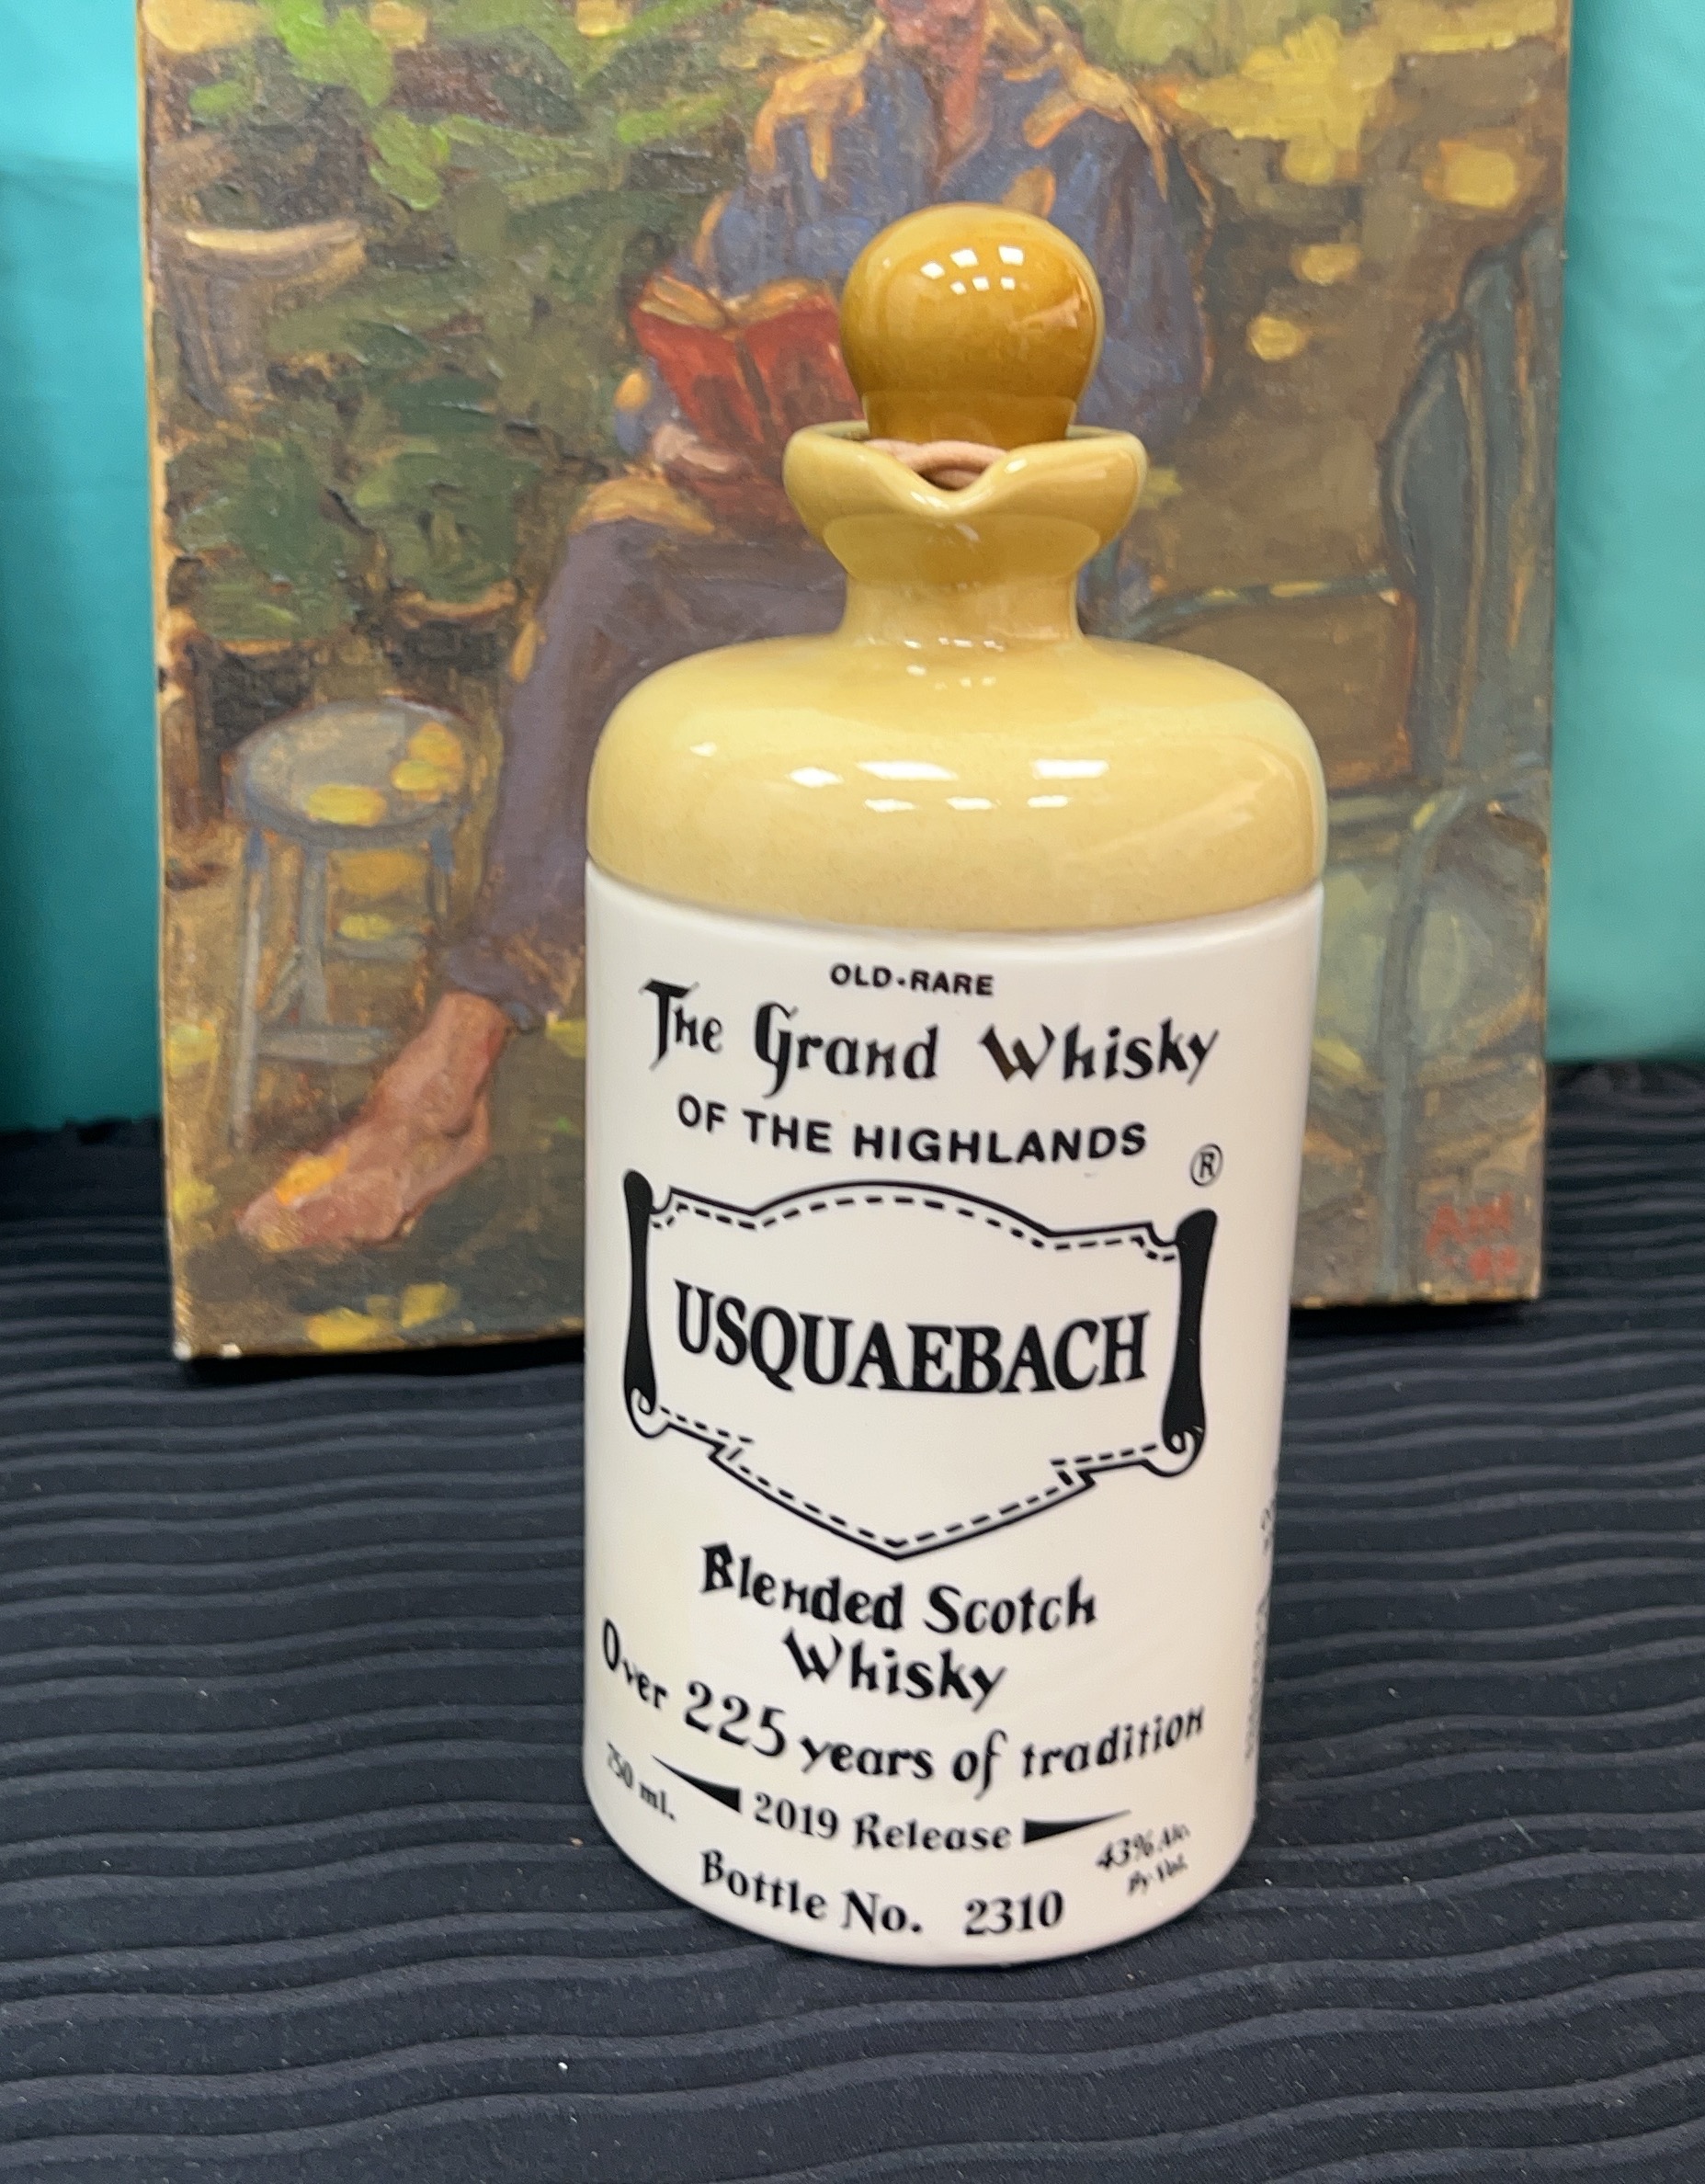 OLD-RARE
The Grand Whisky
OF THE HIGHLANDS
®
USQUAEBACH
Blended Scotch
Whisky
Over 225 years of tradition
750 ml.
2019 Release
43% Alc.
By Vol.
Bottle No. 2310